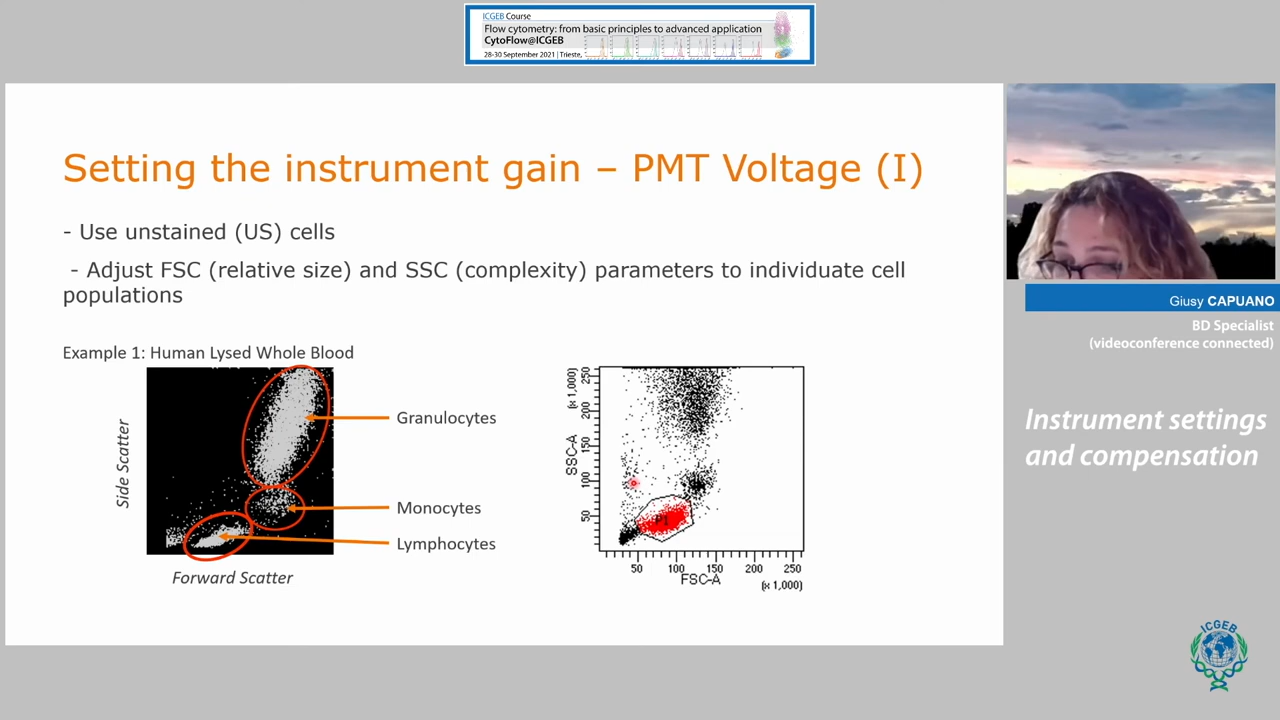 ICGEB Course
Flow cytometry: from basic principles to advanced application
CytoFlow@ICGEB
28-30 September 2021 | Trieste,
Setting the instrument gain – PMT Voltage (I)
- Use unstained (US) cells
- Adjust FSC (relative size) and SSC (complexity) parameters to individuate cell
populations
Example 1: Human Lysed Whole Blood
Side Scatter
Granulocytes
Monocytes
Lymphocytes
Forward Scatter
(x 1,000)
SSC-A
250
200
150
100
50
P1
50 100 150 200 250
FSC-A
(x 1,000)
Giusy CAPUANO
BD Specialist
(videoconference connected)
Instrument settings
and compensation
ICGEB